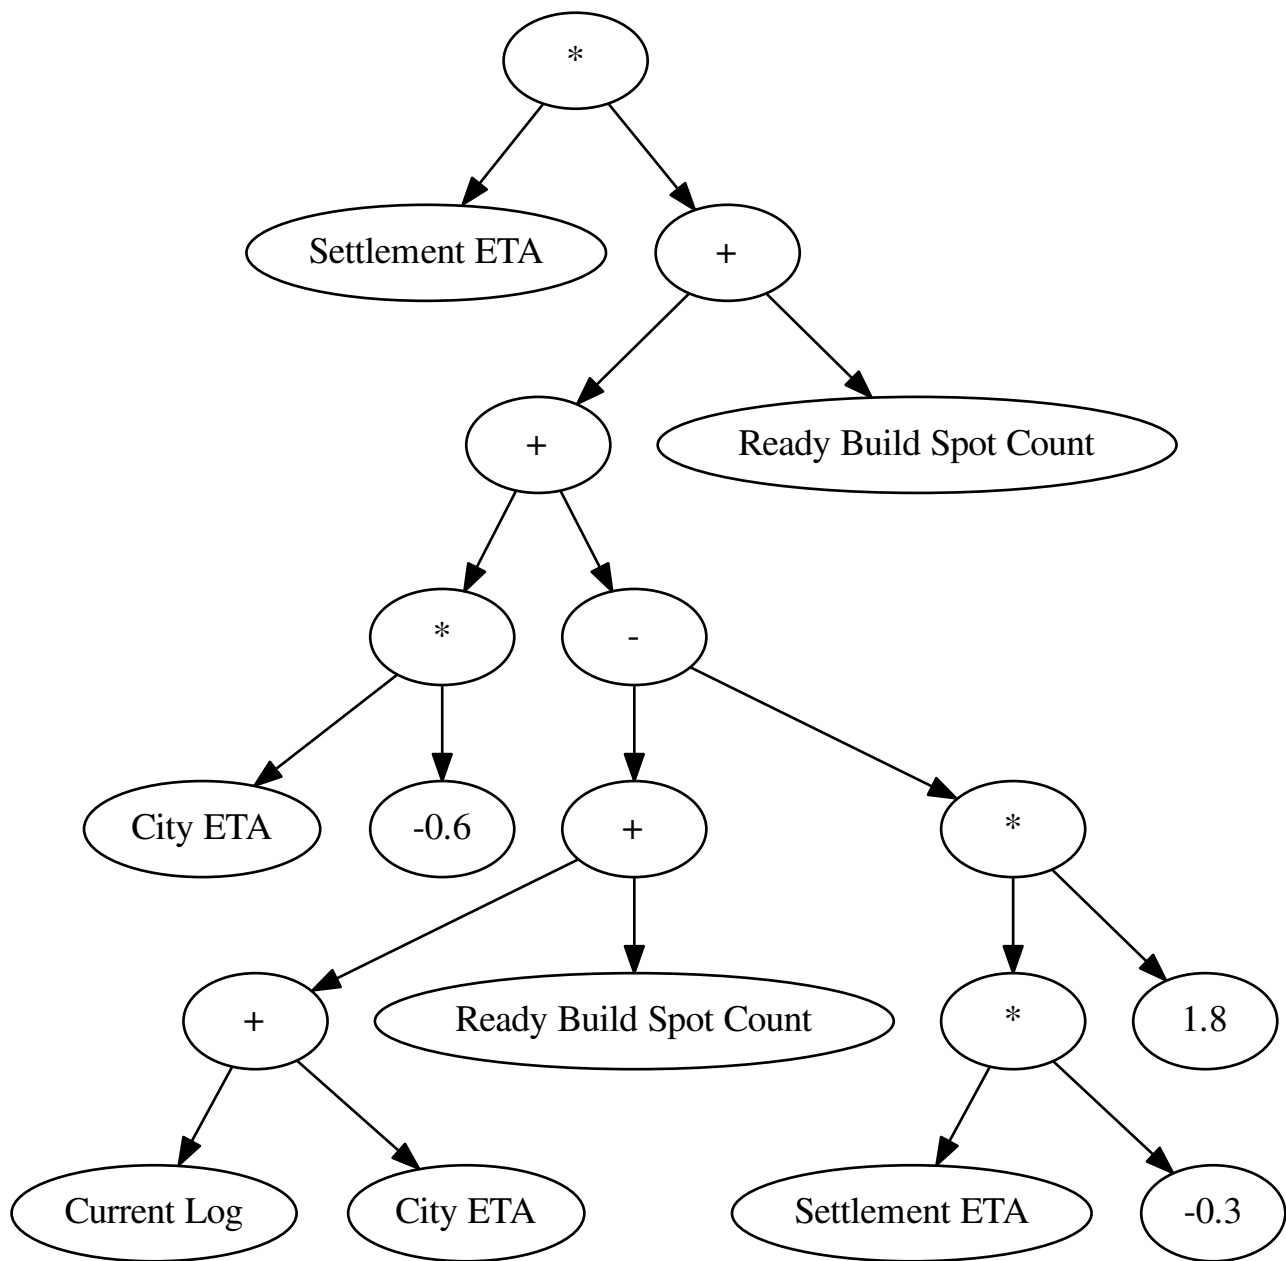 *
Settlement ETA
+
+
Ready Build Spot Count
*
-
City ETA
-0.6
+
*
+
Ready Build Spot Count
*
1.8
Current Log
City ETA
Settlement ETA
-0.3